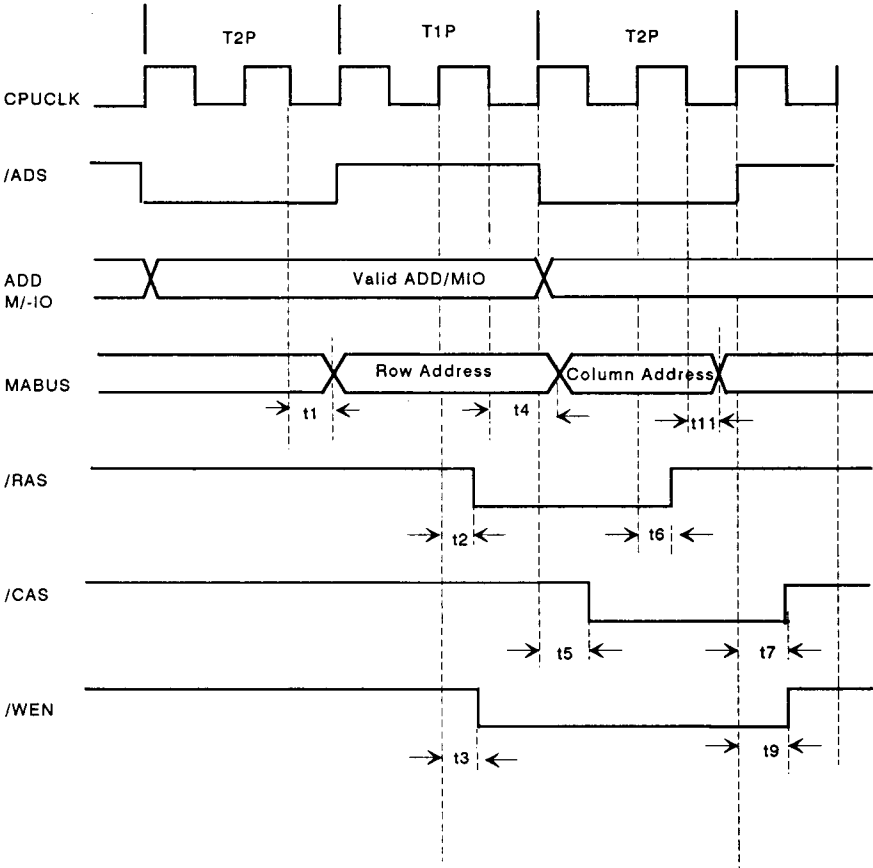 T2P T1P T2P
CPUCLK
/ADS
ADD
M/-IO
Valid ADD/MIO
MABUS
Row Address Column Address
t1 t4 t11
/RAS
t2 t6
/CAS
t5 t7
/WEN
t3 t9